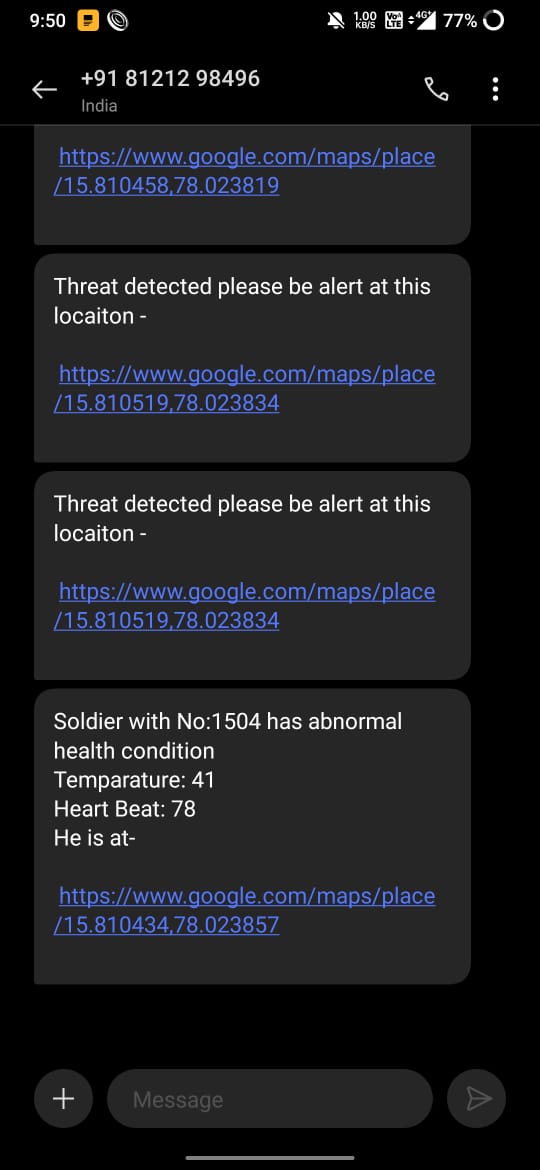 9:50
1.00
KB/S
Vo
LTE
4G+
77%
+91 81212 98496
India
https://www.google.com/maps/place
/15.810458,78.023819
Threat detected please be alert at this
locaiton -
https://www.google.com/maps/place
/15.810519,78.023834
Threat detected please be alert at this
locaiton -
https://www.google.com/maps/place
/15.810519,78.023834
Soldier with No:1504 has abnormal
health condition
Temparature: 41
Heart Beat: 78
He is at-
https://www.google.com/maps/place
/15.810434,78.023857
Message